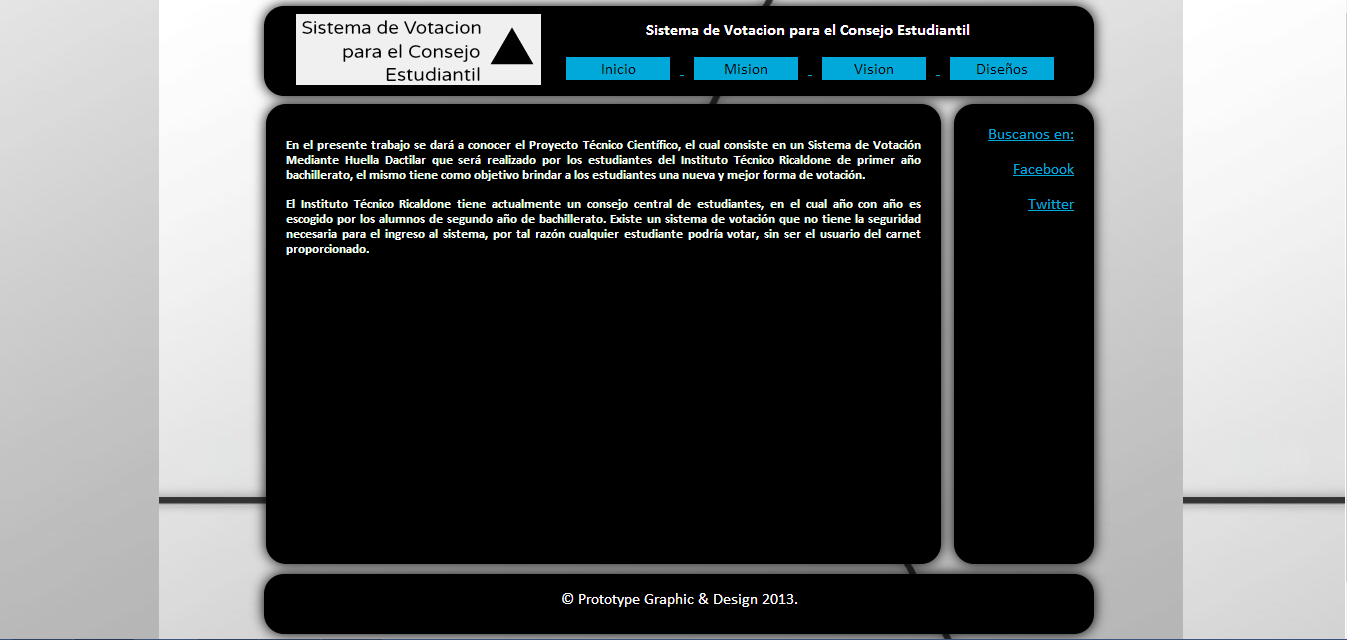 Sistema de Votacion
para el Consejo
Estudiantil
Sistema de Votacion para el Consejo Estudiantil
Inicio - Mision - Vision - Diseños
En el presente trabajo se dará a conocer el Proyecto Técnico Científico, el cual consiste en un Sistema de Votación
Mediante Huella Dactilar que será realizado por los estudiantes del Instituto Técnico Ricaldone de primer año
bachillerato, el mismo tiene como objetivo brindar a los estudiantes una nueva y mejor forma de votación.
El Instituto Técnico Ricaldone tiene actualmente un consejo central de estudiantes, en el cual año con año es
escogido por los alumnos de segundo año de bachillerato. Existe un sistema de votación que no tiene la seguridad
necesaria para el ingreso al sistema, por tal razón cualquier estudiante podría votar, sin ser el usuario del carnet
proporcionado.
Buscanos en:
Facebook
Twitter
© Prototype Graphic & Design 2013.